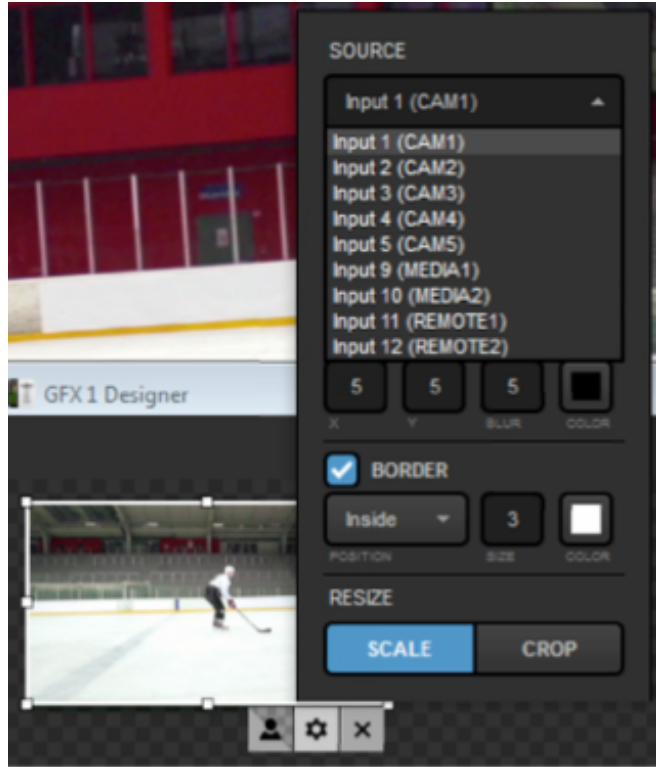 SOURCE
Input 1 (CAM1)
Input 1 (CAM1)
Input 2 (CAM2)
Input 3 (CAM3)
Input 4 (CAM4)
Input 5 (CAM5)
Input 9 (MEDIA1)
Input 10 (MEDIA2)
Input 11 (REMOTE1)
Input 12 (REMOTE2)
5 5 5
X Y BLUR COLOR
GFX 1 Designer
BORDER
Inside 3
POSITION SIZE COLOR
RESIZE
SCALE CROP